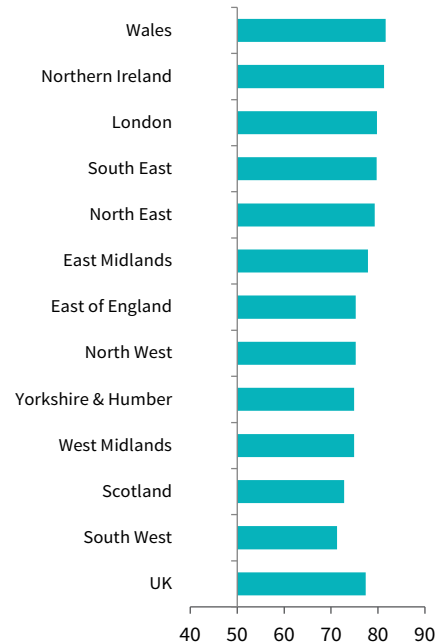 Wales
Northern Ireland
London
South East
North East
East Midlands
East of England
North West
Yorkshire & Humber
West Midlands
Scotland
South West
UK
40 50 60 70 80 90